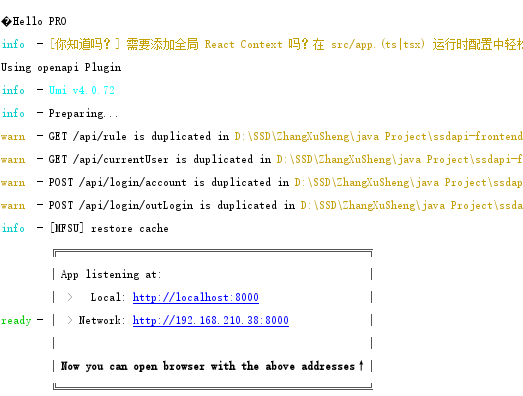 �Hello PRO
info - [你知道吗？] 需要添加全局 React Context 吗？在 src/app.(ts|tsx) 运行时配置中轻松
Using openapi Plugin
info - Umi v4.0.72
info - Preparing...
warn - GET /api/rule is duplicated in D:\SSD\ZhangXuSheng\java Project\ssdapi-frontend
warn - GET /api/currentUser is duplicated in D:\SSD\ZhangXuSheng\java Project\ssdapi-f
warn - POST /api/login/account is duplicated in D:\SSD\ZhangXuSheng\java Project\ssdap
warn - POST /api/login/outLogin is duplicated in D:\SSD\ZhangXuSheng\java Project\ssda
info - [MFSU] restore cache
App listening at:
> Local: http://localhost:8000
ready - > Network: http://192.168.210.38:8000
Now you can open browser with the above addresses↑